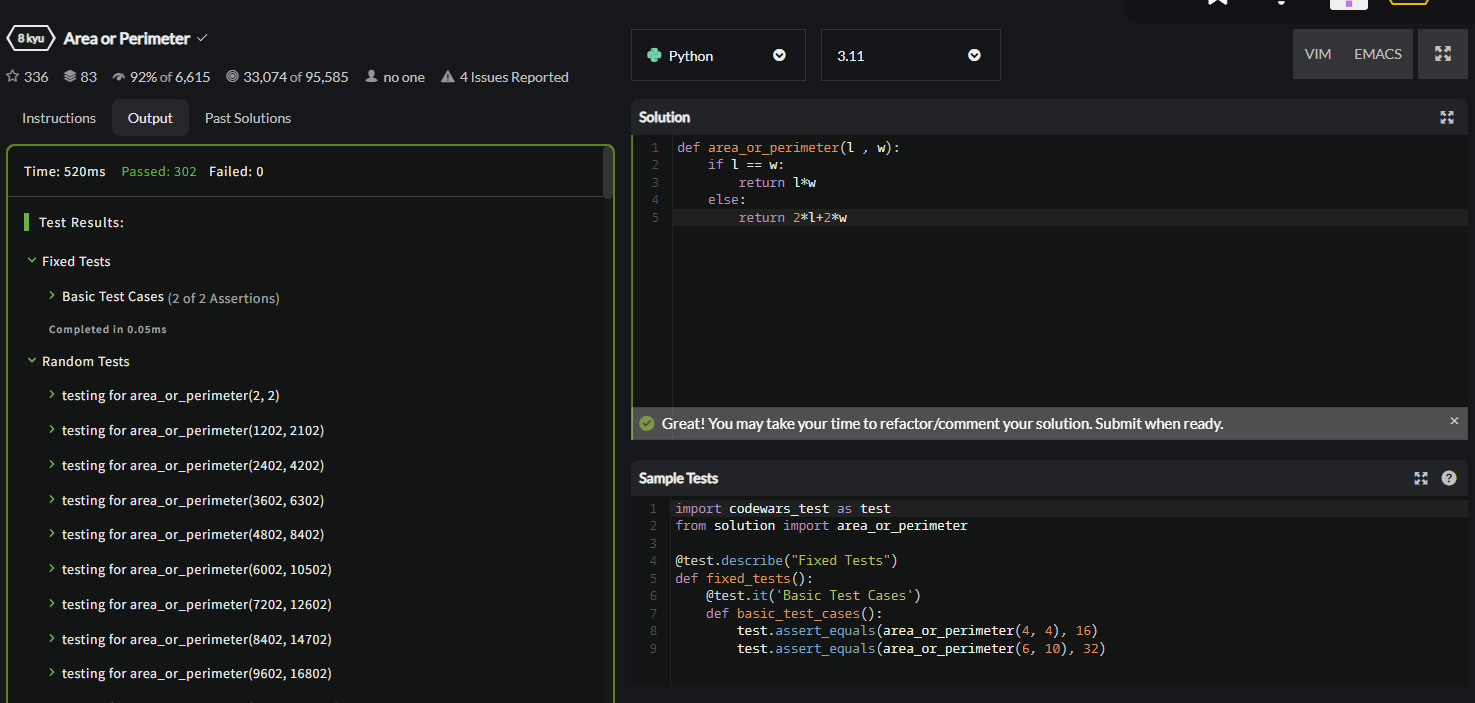 8 kyu Area or Perimeter
336 83 92% of 6,615 33,074 of 95,585 no one 4 Issues Reported
Instructions Output Past Solutions
Time: 520ms Passed: 302 Failed: 0
Test Results:
Fixed Tests
Basic Test Cases (2 of 2 Assertions)
Completed in 0.05ms
Random Tests
testing for area_or_perimeter(2, 2)
testing for area_or_perimeter(1202, 2102)
testing for area_or_perimeter(2402, 4202)
testing for area_or_perimeter(3602, 6302)
testing for area_or_perimeter(4802, 8402)
testing for area_or_perimeter(6002, 10502)
testing for area_or_perimeter(7202, 12602)
testing for area_or_perimeter(8402, 14702)
testing for area_or_perimeter(9602, 16802)
Python 3.11 VIM EMACS
Solution
1 def area_or_perimeter(l , w):
2 if l == w:
3 return l*w
4 else:
5 return 2*l+2*w
Great! You may take your time to refactor/comment your solution. Submit when ready.
Sample Tests
1 import codewars_test as test
2 from solution import area_or_perimeter
3
4 @test.describe("Fixed Tests")
5 def fixed_tests():
6 @test.it('Basic Test Cases')
7 def basic_test_cases():
8 test.assert_equals(area_or_perimeter(4, 4), 16)
9 test.assert_equals(area_or_perimeter(6, 10), 32)